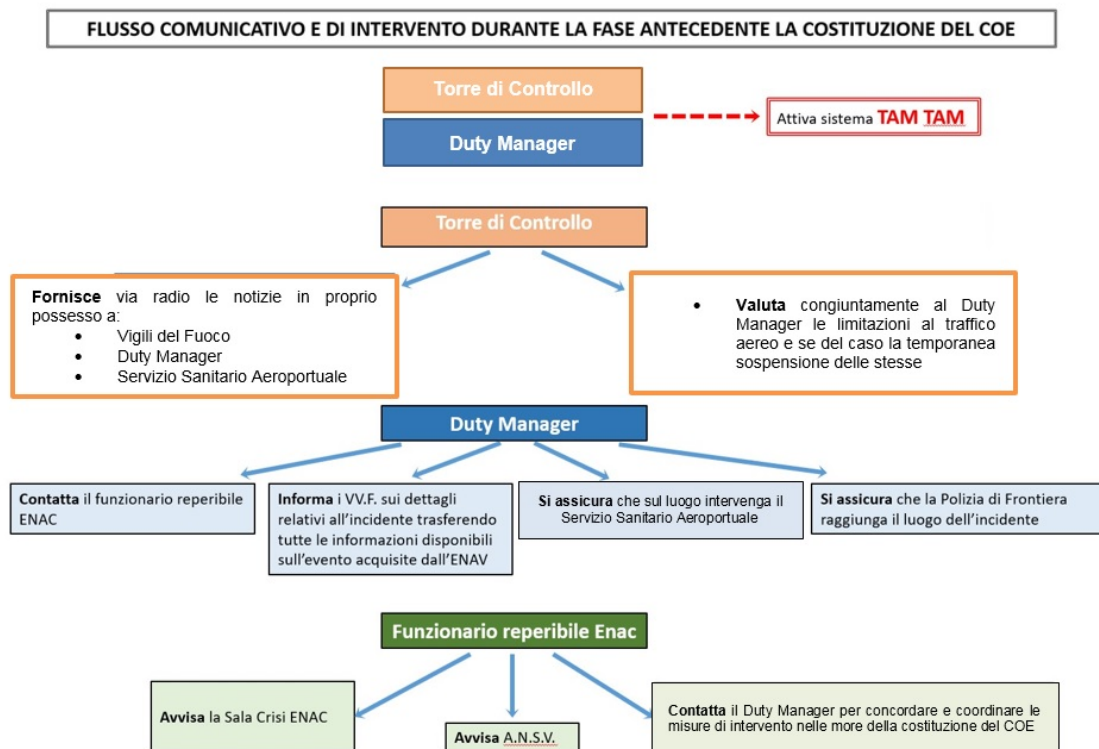 FLUSSO COMUNICATIVO E DI INTERVENTO DURANTE LA FASE ANTECEDENTE LA COSTITUZIONE DEL COE
Torre di Controllo
Duty Manager
Attiva sistema TAM TAM
Torre di Controllo
Fornisce via radio le notizie in proprio
possesso a:
• Vigili del Fuoco
• Duty Manager
• Servizio Sanitario Aeroportuale
• Valuta congiuntamente al Duty
Manager le limitazioni al traffico
aereo e se del caso la temporanea
sospensione delle stesse
Duty Manager
Contatta il funzionario reperibile
ENAC
Informa i VV.F. sui dettagli
relativi all'incidente trasferendo
tutte le informazioni disponibili
sull'evento acquisite dall'ENAV
Si assicura che sul luogo intervenga il
Servizio Sanitario Aeroportuale
Si assicura che la Polizia di Frontiera
raggiunga il luogo dell'incidente
Funzionario reperibile Enac
Avvisa la Sala Crisi ENAC
Avvisa A.N.S.V.
Contatta il Duty Manager per concordare e coordinare le
misure di intervento nelle more della costituzione del COE